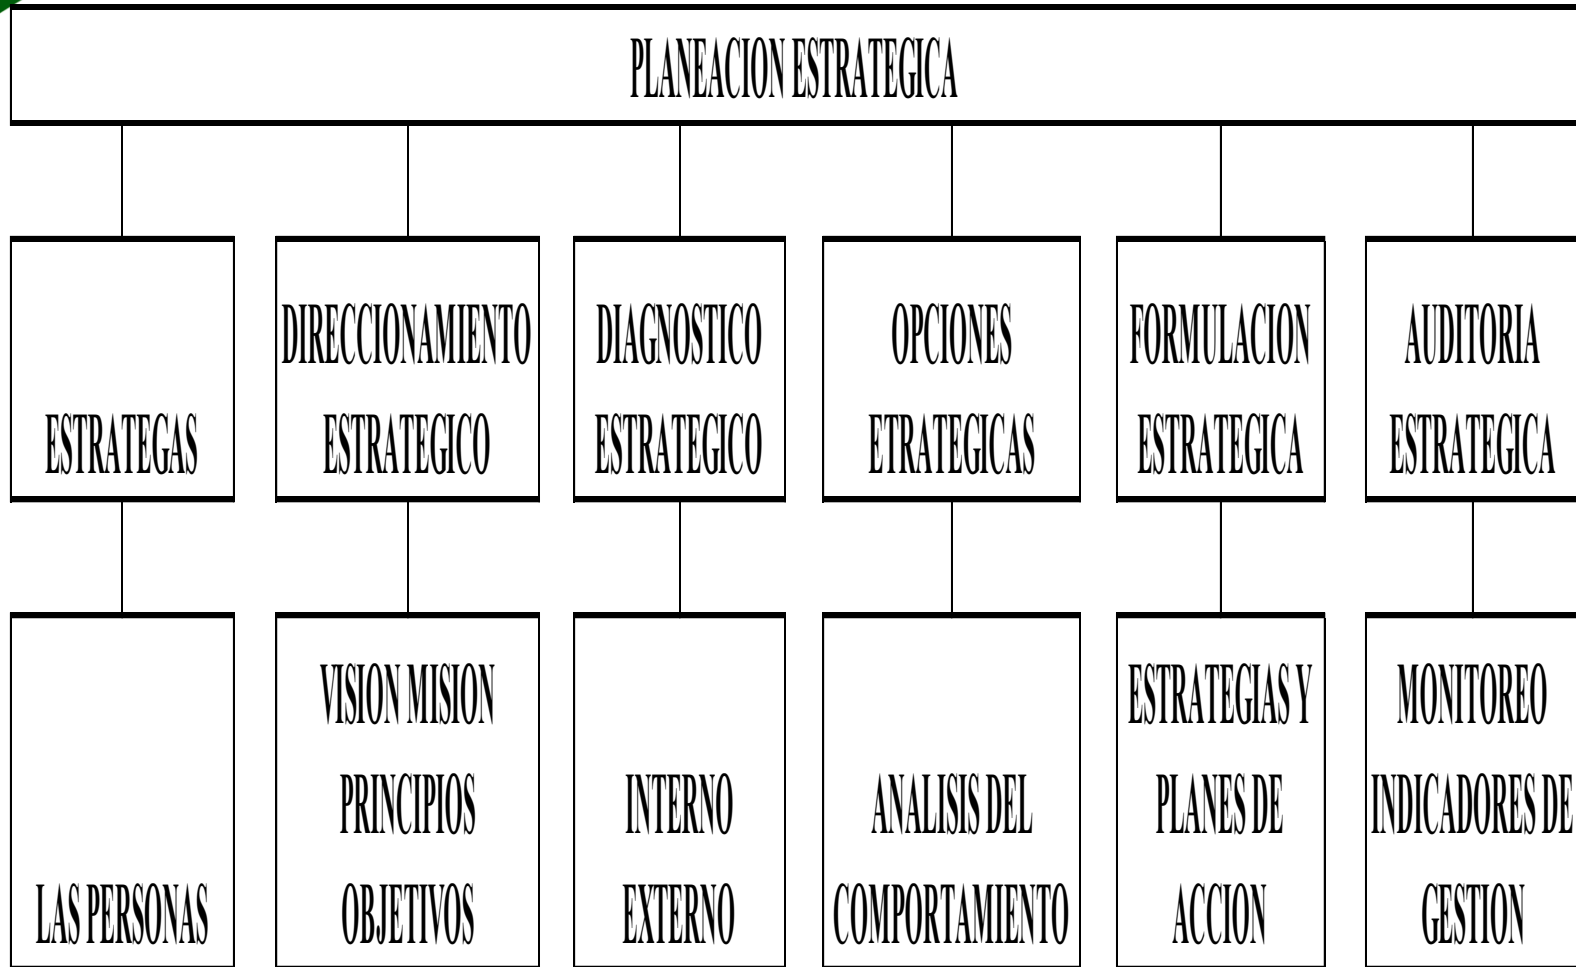 PLANEACION ESTRATEGICA
ESTRATEGAS
DIRECCIONAMIENTO
ESTRATEGICO
DIAGNOSTICO
ESTRATEGICO
OPCIONES
ETRATEGICAS
FORMULACION
ESTRATEGICA
AUDITORIA
ESTRATEGICA
LAS PERSONAS
VISION MISION
PRINCIPIOS
OBJETIVOS
INTERNO
EXTERNO
ANALISIS DEL
COMPORTAMIENTO
ESTRATEGIAS Y
PLANES DE
ACCION
MONITOREO
INDICADORES DE
GESTION